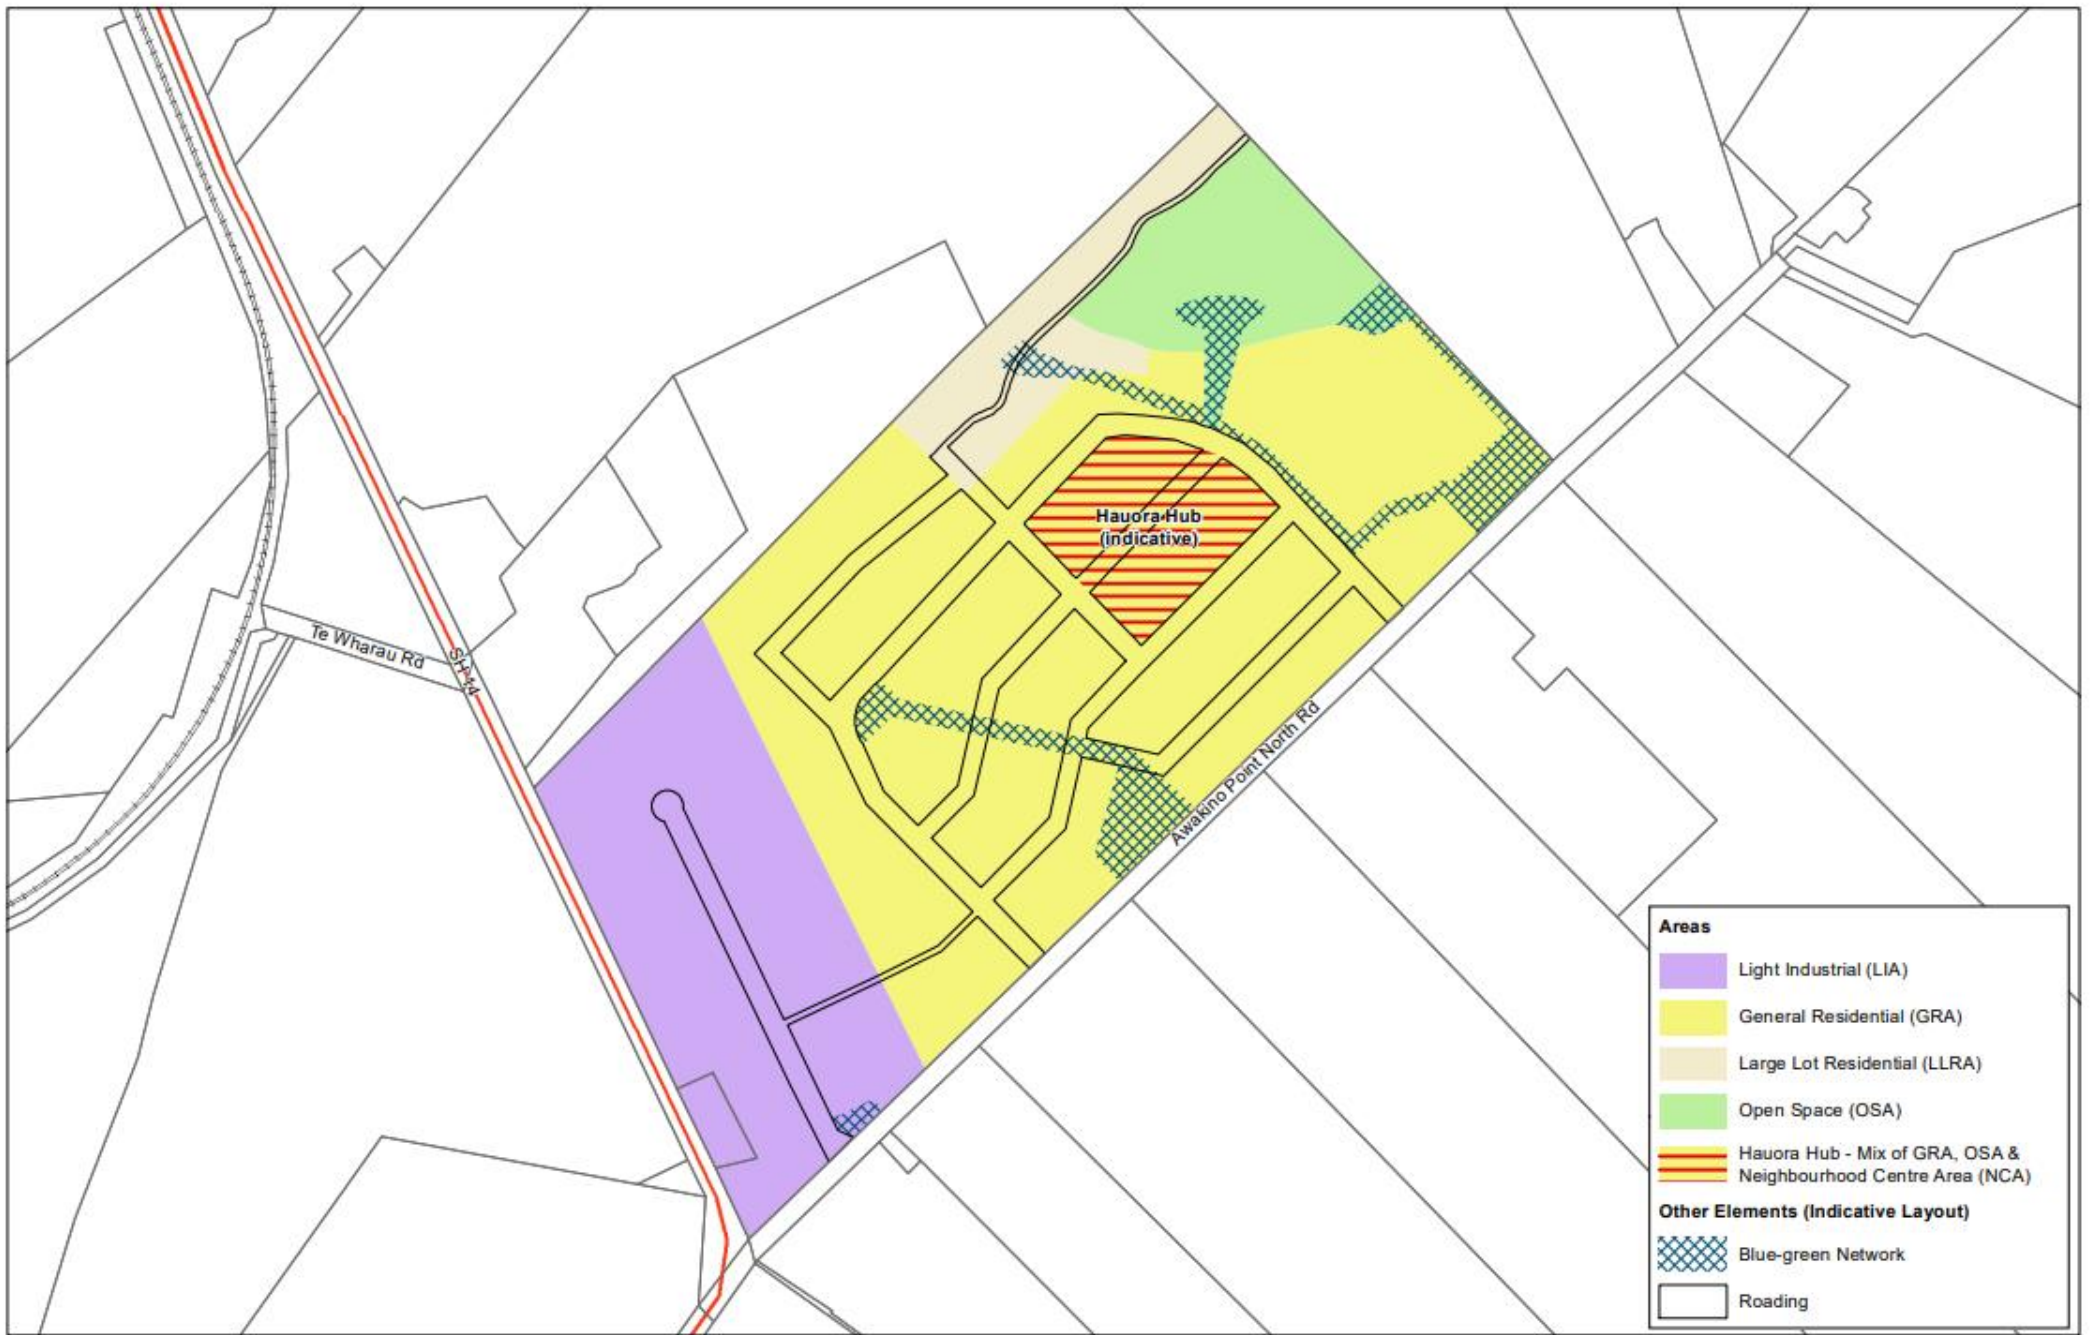 Hauora Hub
(indicative)
Te Wharau Rd
SH 14
Awakino Point North Rd
Areas
Light Industrial (LIA)
General Residential (GRA)
Large Lot Residential (LLRA)
Open Space (OSA)
Hauora Hub - Mix of GRA, OSA &
Neighbourhood Centre Area (NCA)
Other Elements (Indicative Layout)
Blue-green Network
Roading